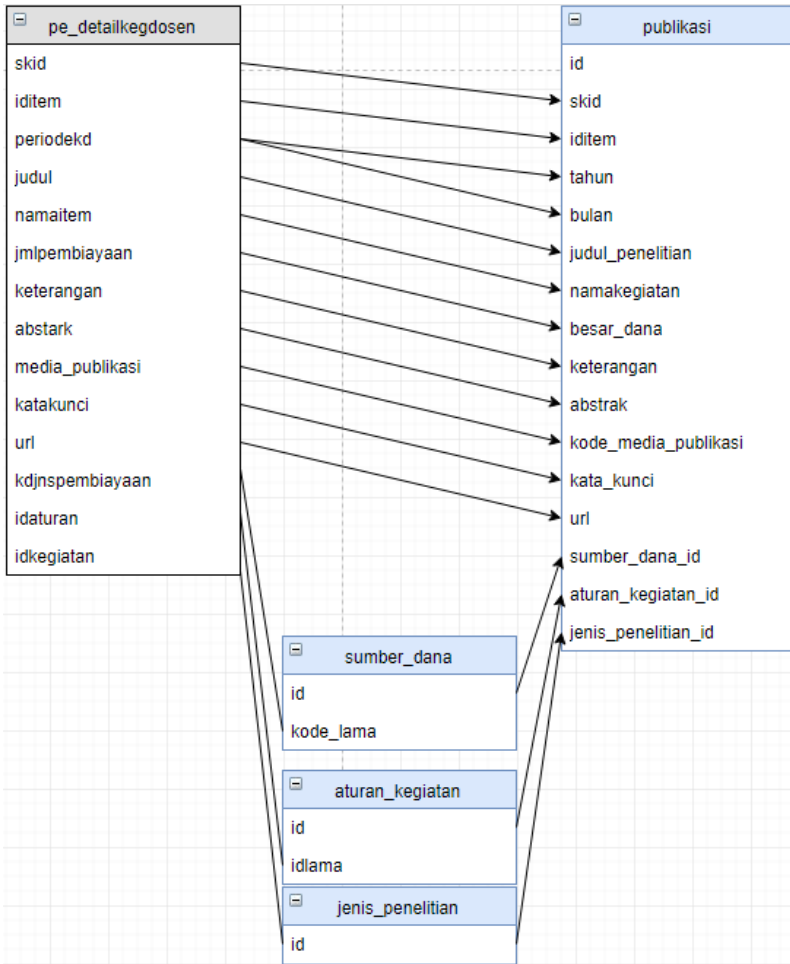 pe_detailkegdosen
skid
iditem
periodekd
judul
namaitem
jmlpembiayaan
keterangan
abstark
media_publikasi
katakunci
url
kdjnspembiayaan
idaturan
idkegiatan
publikasi
id
skid
iditem
tahun
bulan
judul_penelitian
namakegiatan
besar_dana
keterangan
abstrak
kode_media_publikasi
kata_kunci
url
sumber_dana_id
aturan_kegiatan_id
jenis_penelitian_id
sumber_dana
id
kode_lama
aturan_kegiatan
id
idlama
jenis_penelitian
id